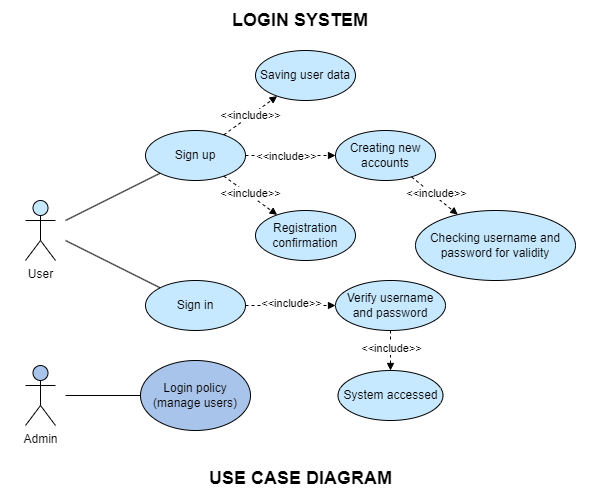 LOGIN SYSTEM
Saving user data
<<include>>
Sign up
<<include>>
Creating new
accounts
<<include>>
<<include>>
Registration
confirmation
Checking username and
password for validity
User
Sign in
<<include>>
Verify username
and password
<<include>>
Login policy
(manage users)
System accessed
Admin
USE CASE DIAGRAM